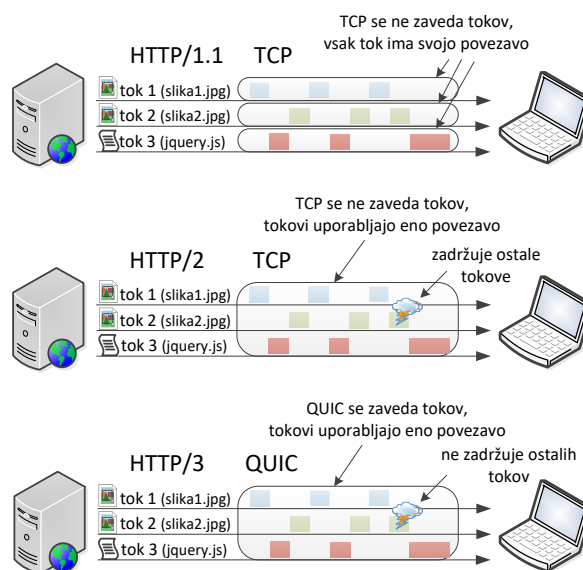 TCP se ne zaveda tokov,
vsak tok ima svojo povezavo
HTTP/1.1 TCP
tok 1 (slika1.jpg)
tok 2 (slika2.jpg)
tok 3 (jquery.js)
TCP se ne zaveda tokov,
tokovi uporabljajo eno povezavo
HTTP/2 TCP
zadržuje ostale
tokove
tok 1 (slika1.jpg)
tok 2 (slika2.jpg)
tok 3 (jquery.js)
QUIC se zaveda tokov,
tokovi uporabljajo eno povezavo
HTTP/3 QUIC
ne zadržuje ostalih
tokov
tok 1 (slika1.jpg)
tok 2 (slika2.jpg)
tok 3 (jquery.js)